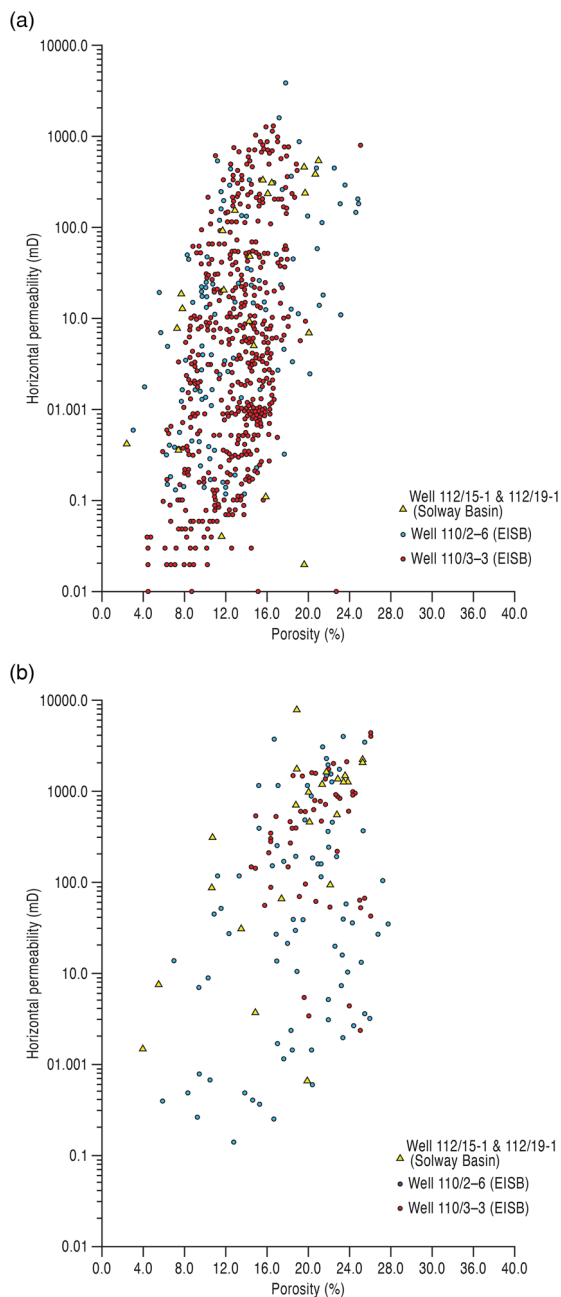 (a)
10000.0
1000.0
100.0
10.0
01.001
0.1
0.01
Horizontal permeability (mD)
Well 112/15-1 & 112/19-1
(Solway Basin)
Well 110/2–6 (EISB)
Well 110/3–3 (EISB)
0.0 4.0 8.0 12.0 16.0 20.0 24.0 28.0 32.0 36.0 40.0
Porosity (%)
(b)
10000.0
1000.0
100.0
10.0
01.001
0.1
0.01
Horizontal permeability (mD)
Well 112/15-1 & 112/19-1
(Solway Basin)
Well 110/2–6 (EISB)
Well 110/3–3 (EISB)
0.0 4.0 8.0 12.0 16.0 20.0 24.0 28.0 32.0 36.0 40.0
Porosity (%)